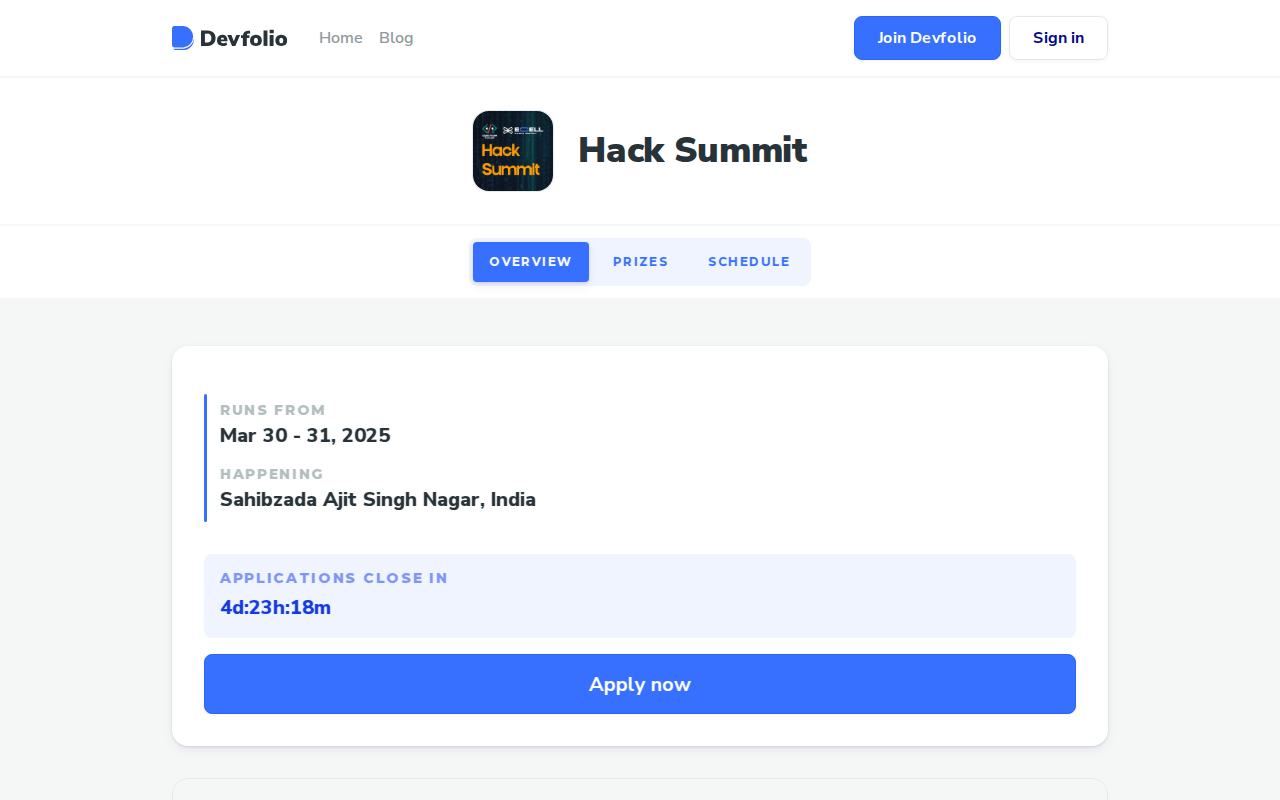 Devfolio
Home
Blog
Join Devfolio
Sign in
Hack
Summit
Hack Summit
OVERVIEW
PRIZES
SCHEDULE
RUNS FROM
Mar 30 - 31, 2025
HAPPENING
Sahibzada Ajit Singh Nagar, India
APPLICATIONS CLOSE IN
4d:23h:18m
Apply now